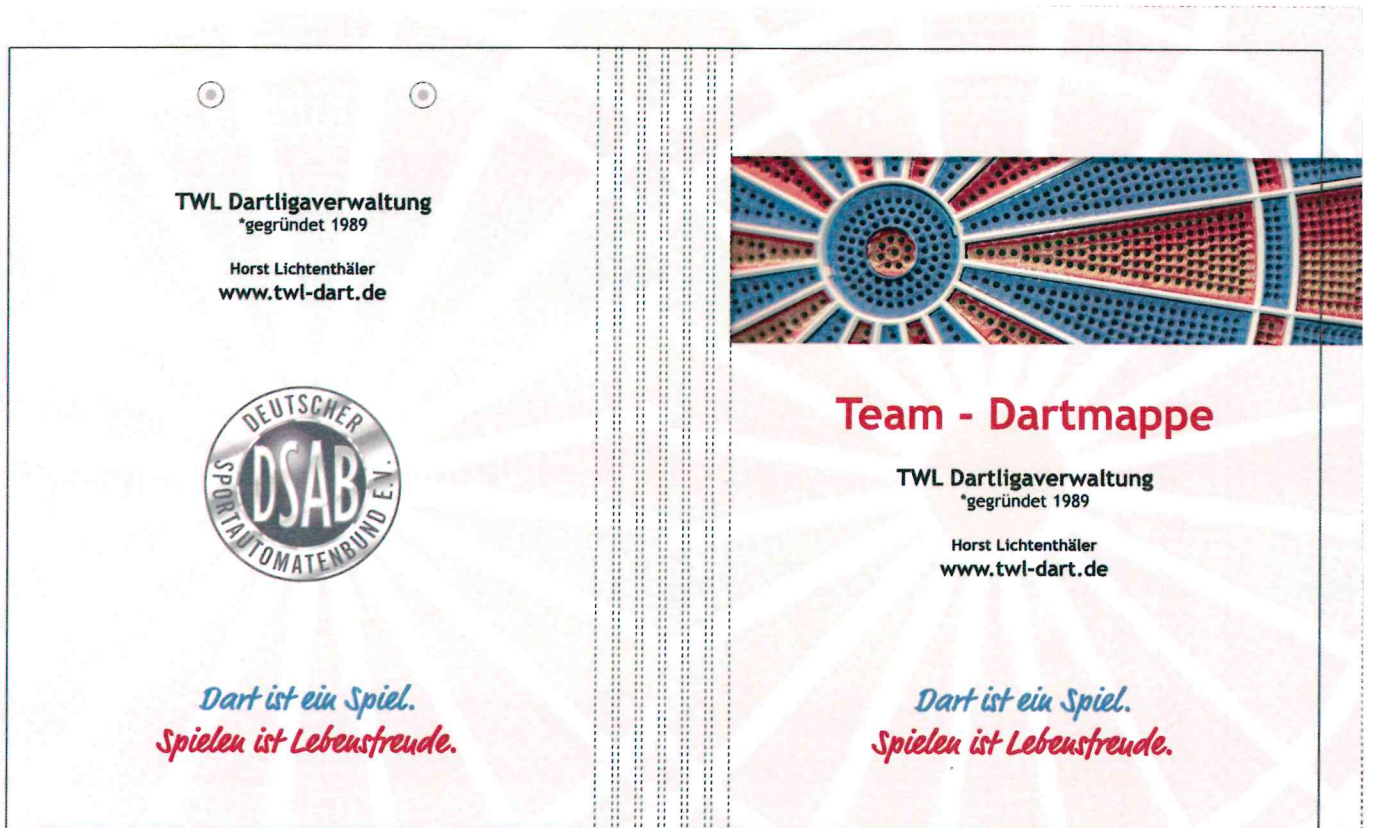 TWL Dartligaverwaltung
*gegründet 1989
Horst Lichtenthäler
www.twl-dart.de
DEUTSCHER
DSAB
SPORTAUTOMATENBUND E.V.
Dart ist ein Spiel.
Spielen ist Lebensfreude.
Team - Dartmappe
TWL Dartligaverwaltung
*gegründet 1989
Horst Lichtenthäler
www.twl-dart.de
Dart ist ein Spiel.
Spielen ist Lebensfreude.